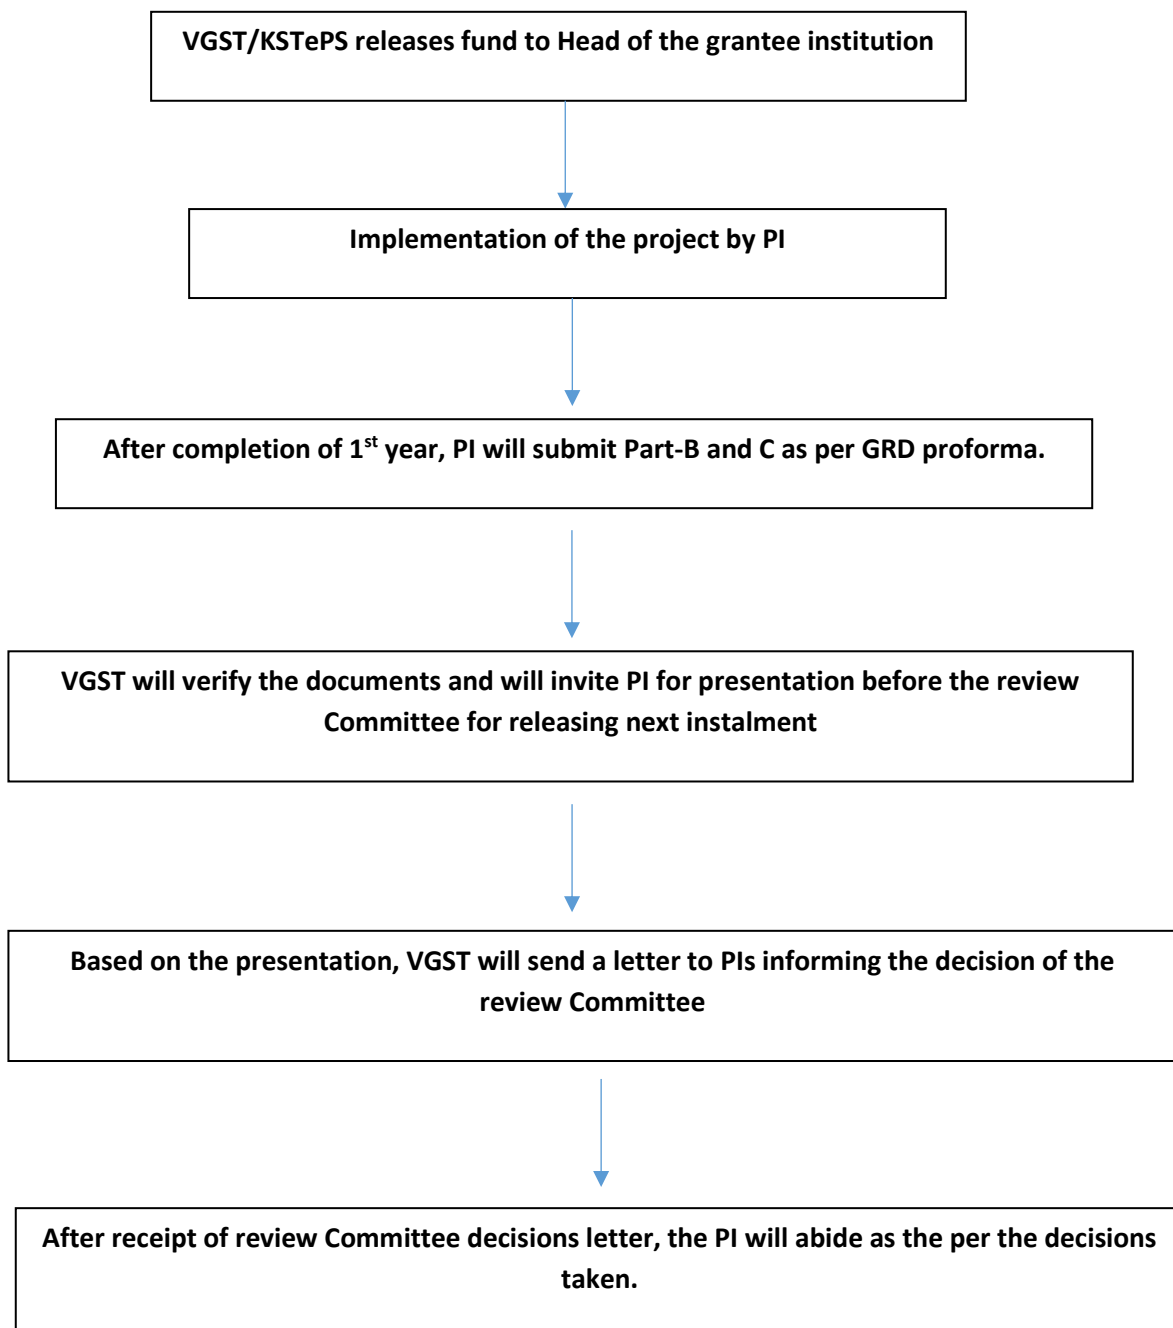 VGST/KSTePS releases fund to Head of the grantee institution
Implementation of the project by PI
After completion of 1st year, PI will submit Part-B and C as per GRD proforma.
VGST will verify the documents and will invite PI for presentation before the review
Committee for releasing next instalment
Based on the presentation, VGST will send a letter to PIs informing the decision of the
review Committee
After receipt of review Committee decisions letter, the PI will abide as the per the decisions
taken.